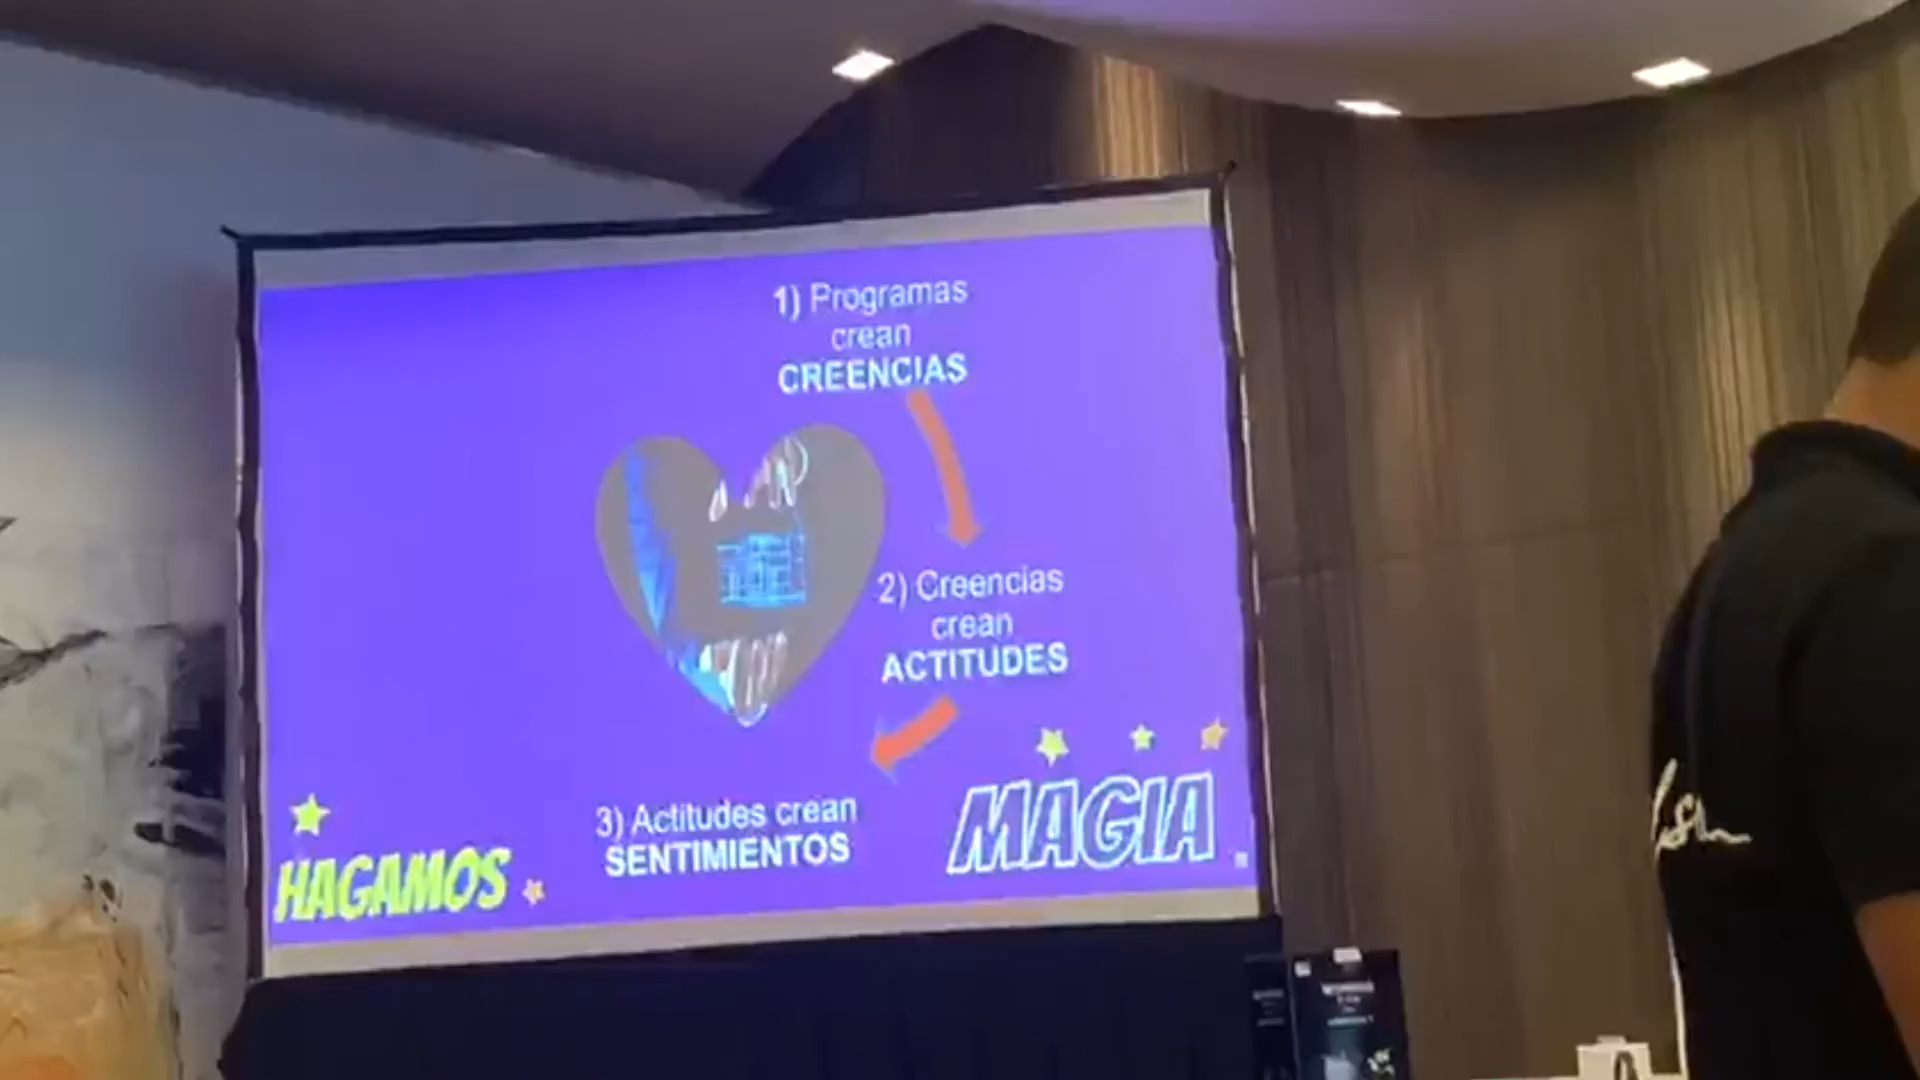 1) Programas
crean
CREENCIAS
2) Creencias
crean
ACTITUDES
3) Actitudes crean
SENTIMIENTOS
HAGAMOS
MAGIA